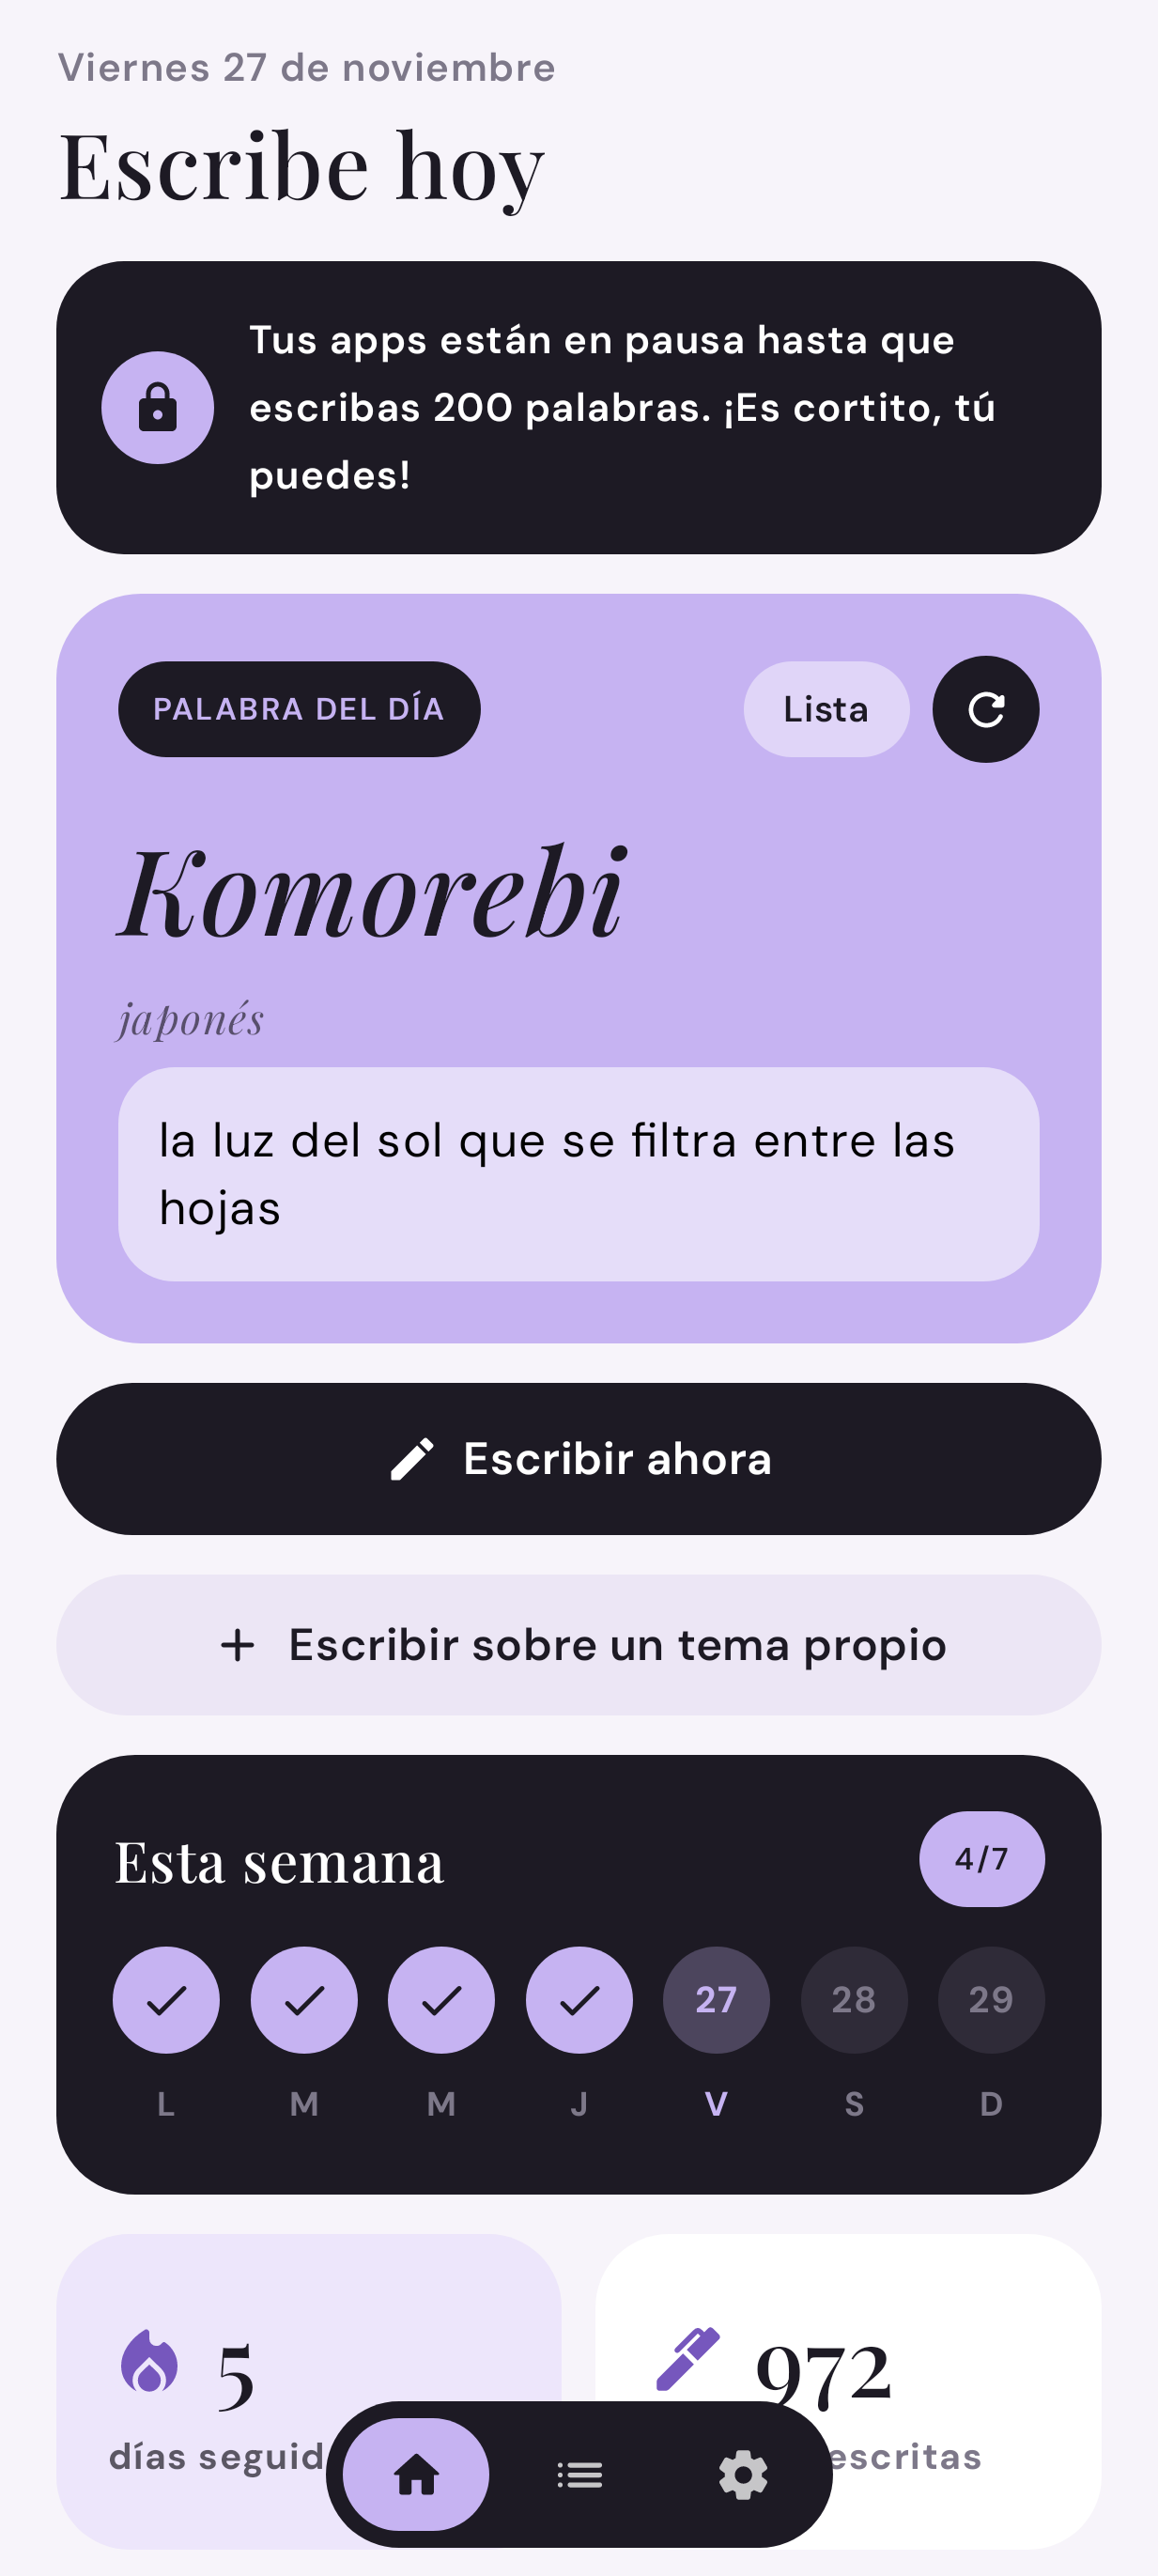 Viernes 27 de noviembre
Escribe hoy
Tus apps están en pausa hasta que
escribas 200 palabras. ¡Es cortito, tú
puedes!
PALABRA DEL DÍA
Lista
Komorebi
japonés
la luz del sol que se filtra entre las
hojas
Escribir ahora
Escribir sobre un tema propio
Esta semana
4/7
27 28 29
L M M J V S D
5
972
días seguid
escritas